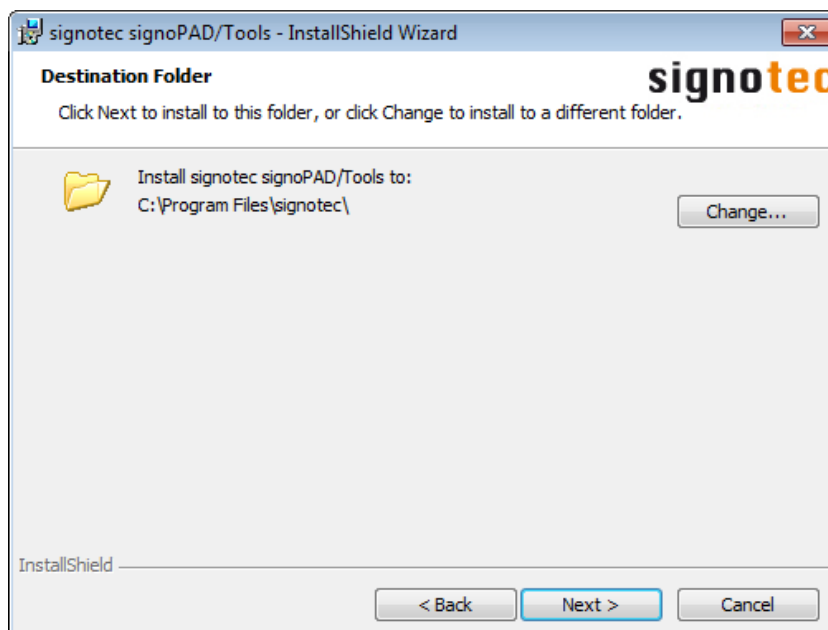 signotec signoPAD/Tools - InstallShield Wizard
Destination Folder
signotec
Click Next to install to this folder, or click Change to install to a different folder.
Install signotec signoPAD/Tools to:
C:\Program Files\signotec\
Change...
InstallShield
< Back
Next >
Cancel